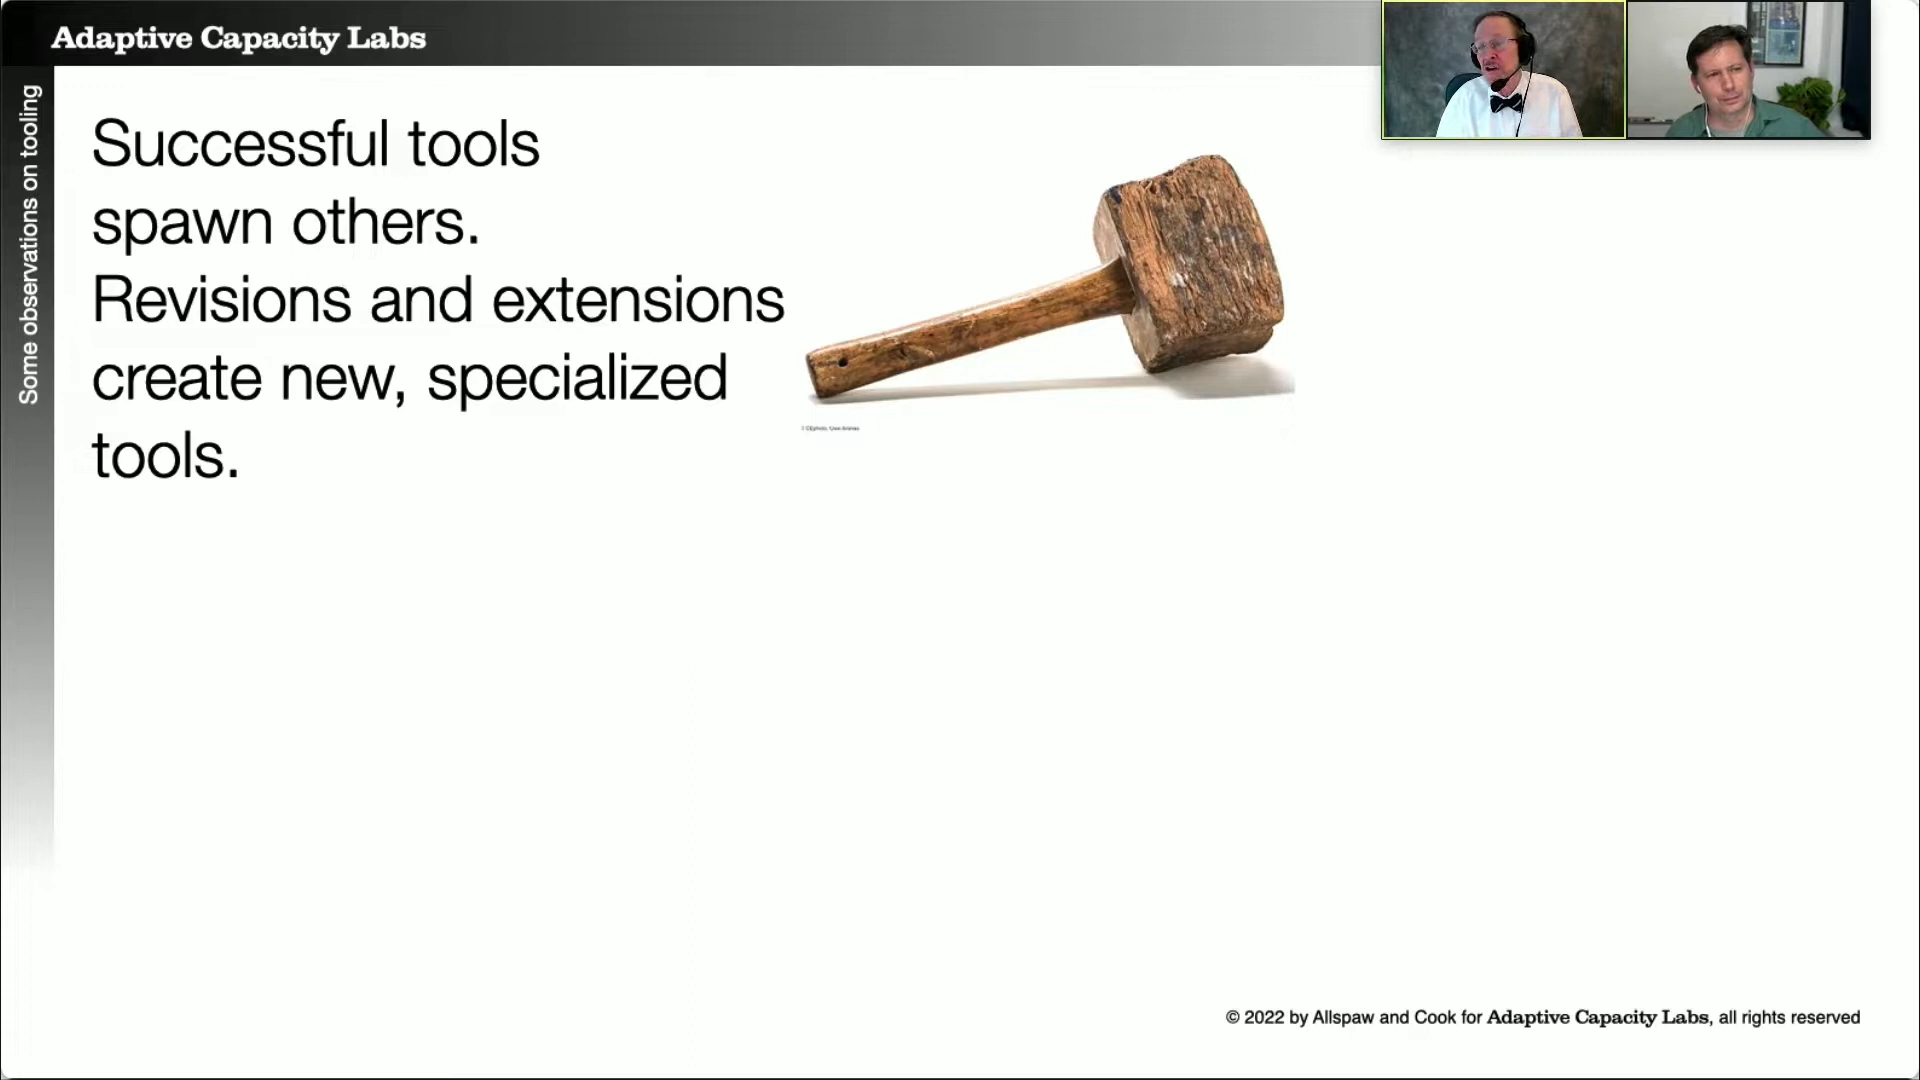 Adaptive Capacity Labs
Some observations on tooling
Successful tools
spawn others.
Revisions and extensions
create new, specialized
tools.
© 2022 by Allspaw and Cook for Adaptive Capacity Labs, all rights reserved